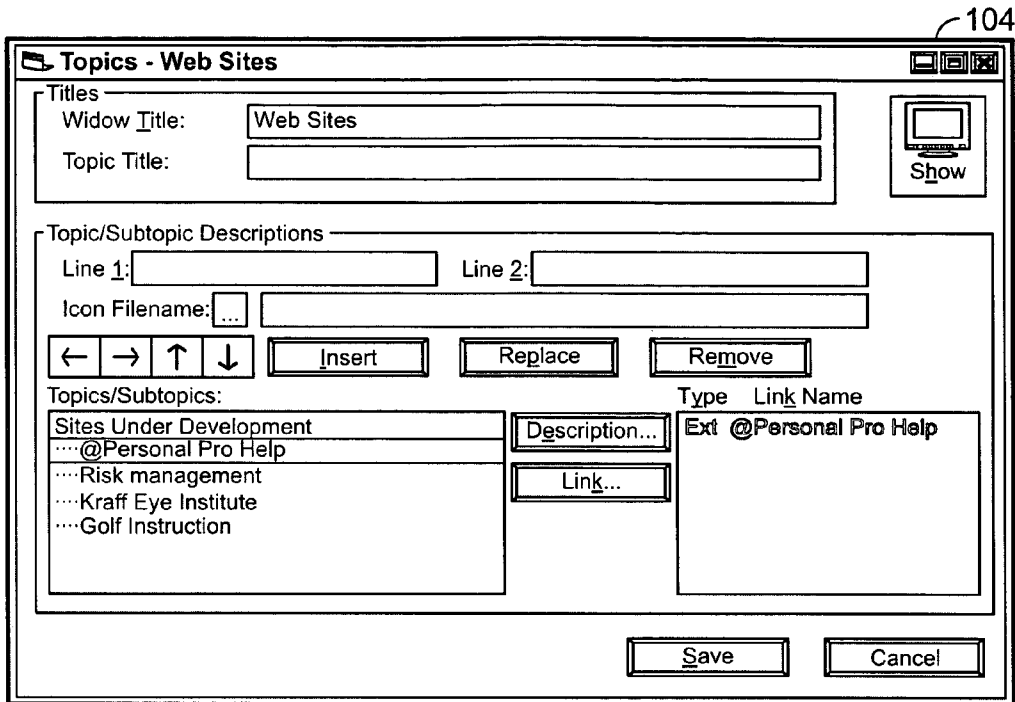 104
Topics - Web Sites
Titles
Widow Title: Web Sites
Topic Title:
Show
Topic/Subtopic Descriptions
Line 1: Line 2:
Icon Filename: ...
← → ↑ ↓ Insert Replace Remove
Topics/Subtopics: Type Link Name
Sites Under Development Description... Ext @Personal Pro Help
····@Personal Pro Help
····Risk management Link...
····Kraff Eye Institute
····Golf Instruction
Save Cancel